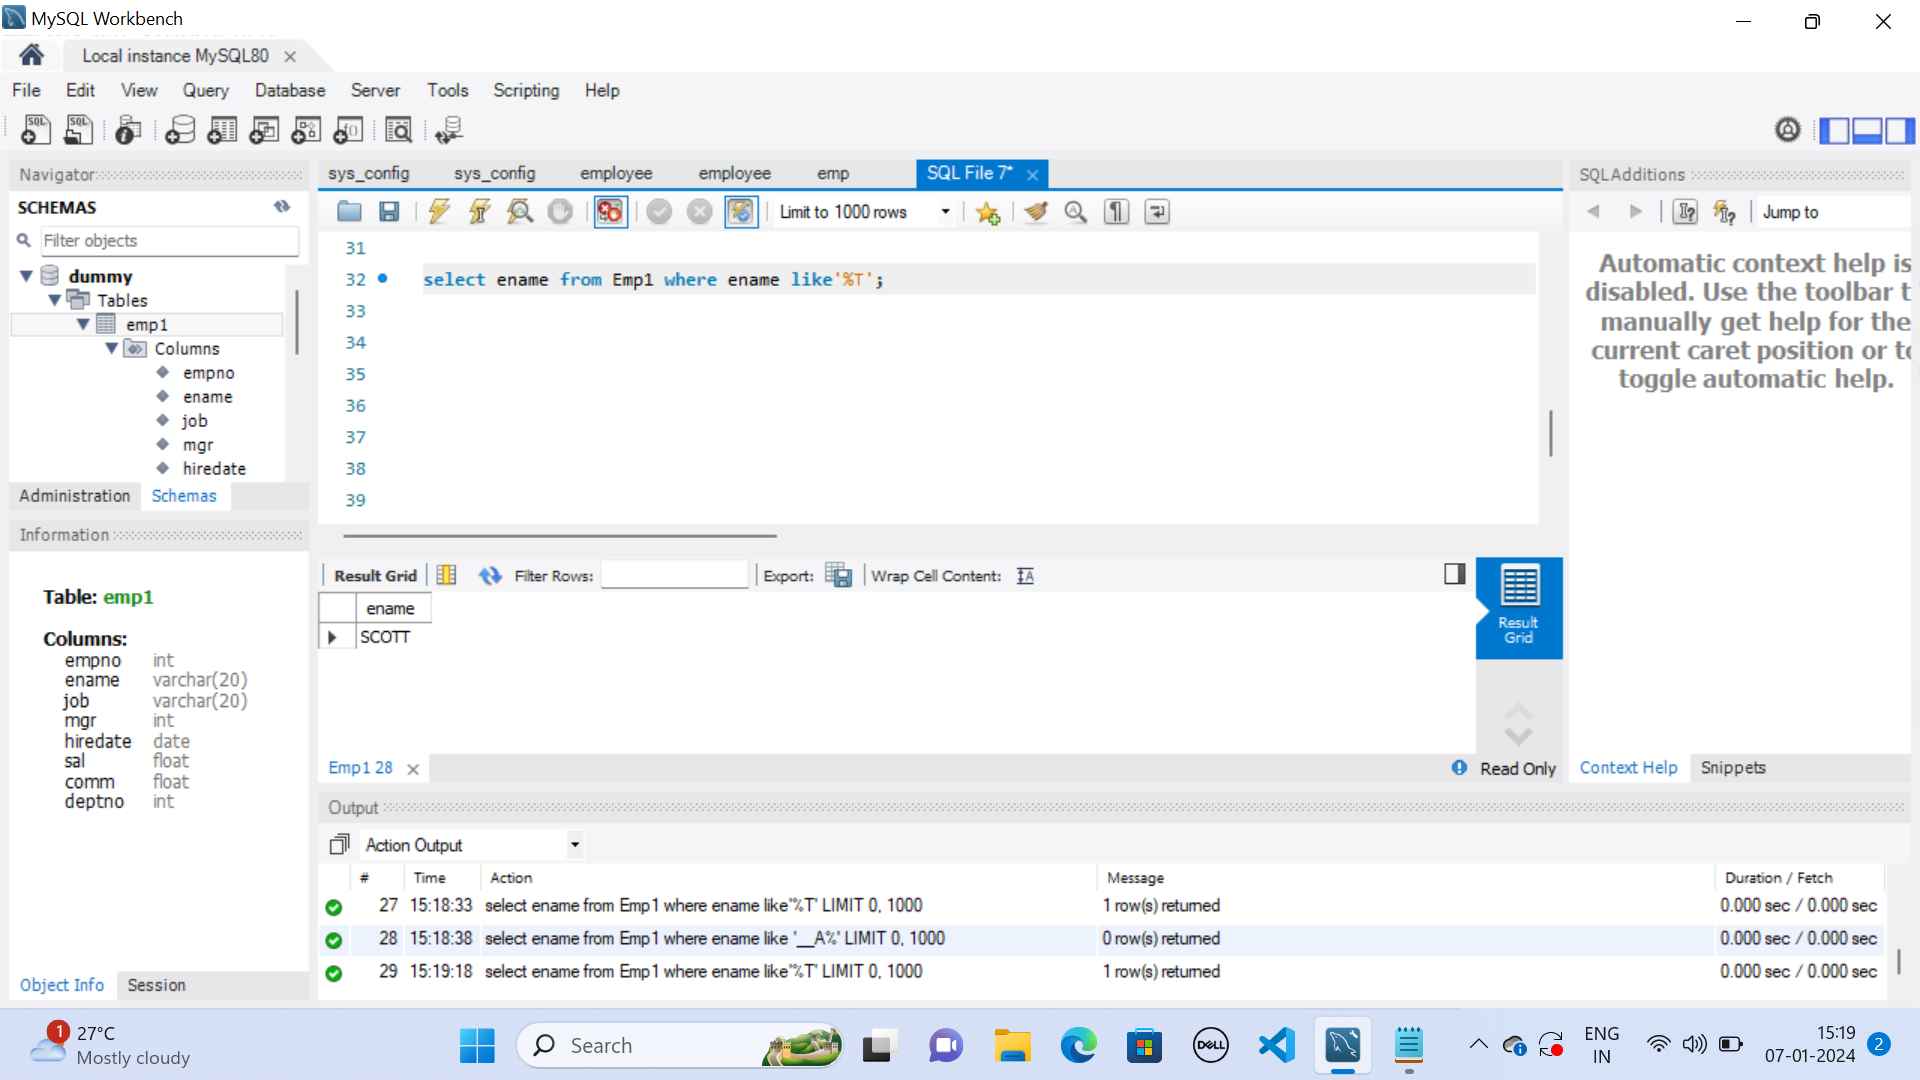 MySQL Workbench
Local instance MySQL80
File Edit View Query Database Server Tools Scripting Help
Navigator
SCHEMAS
Filter objects
dummy
Tables
emp1
Columns
empno
ename
job
mgr
hiredate
Administration Schemas
Information
Table: emp1
Columns:
empno int
ename varchar(20)
job varchar(20)
mgr int
hiredate date
sal float
comm float
deptno int
Object Info Session
sys_config sys_config employee employee emp SQL File 7*
Limit to 1000 rows
31
32 select ename from Emp1 where ename like'%T';
33
34
35
36
37
38
39
Result Grid Filter Rows: Export: Wrap Cell Content:
ename
SCOTT
Result
Grid
Emp1 28
Read Only
SQLAdditions
Jump to
Automatic context help is
disabled. Use the toolbar t
manually get help for the
current caret position or to
toggle automatic help.
Context Help Snippets
Output
Action Output
# Time Action Message Duration / Fetch
27 15:18:33 select ename from Emp1 where ename like'%T' LIMIT 0, 1000 1 row(s) returned 0.000 sec / 0.000 sec
28 15:18:38 select ename from Emp1 where ename like '__A%' LIMIT 0, 1000 0 row(s) returned 0.000 sec / 0.000 sec
29 15:19:18 select ename from Emp1 where ename like'%T' LIMIT 0, 1000 1 row(s) returned 0.000 sec / 0.000 sec
1
27°C
Mostly cloudy
Search
DELL
ENG
IN
15:19
07-01-2024
2